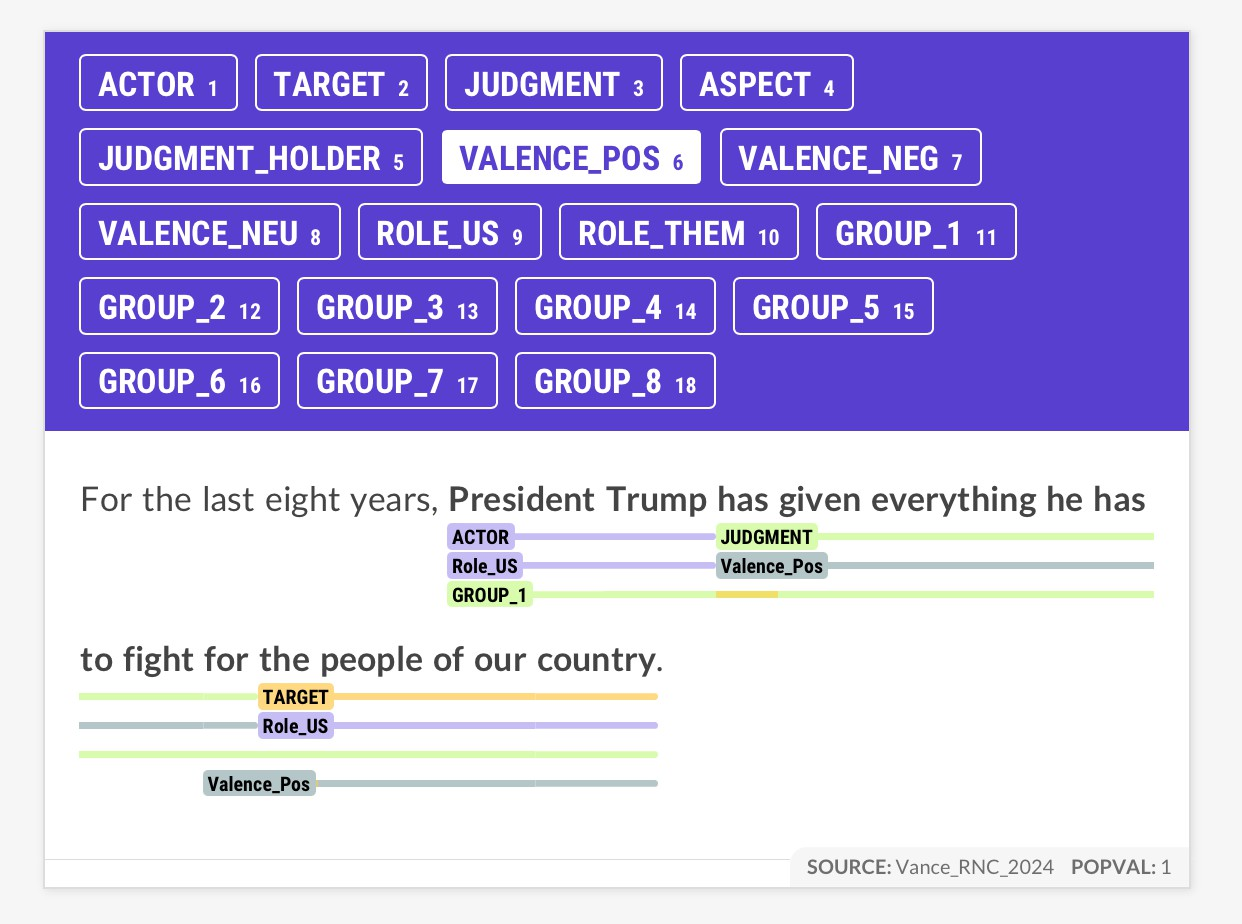 ACTOR 1 TARGET 2 JUDGMENT 3 ASPECT 4
JUDGMENT_HOLDER 5 VALENCE_POS 6 VALENCE_NEG 7
VALENCE_NEU 8 ROLE_US 9 ROLE_THEM 10 GROUP_1 11
GROUP_2 12 GROUP_3 13 GROUP_4 14 GROUP_5 15
GROUP_6 16 GROUP_7 17 GROUP_8 18
For the last eight years, President Trump has given everything he has
ACTOR JUDGMENT
Role_US Valence_Pos
GROUP_1
to fight for the people of our country.
TARGET
Role_US
Valence_Pos
SOURCE: Vance_RNC_2024 POPVAL: 1